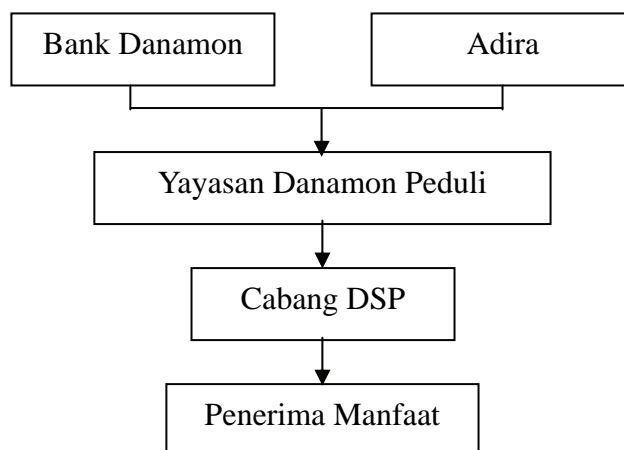 Bank Danamon
Adira
Yayasan Danamon Peduli
Cabang DSP
Penerima Manfaat